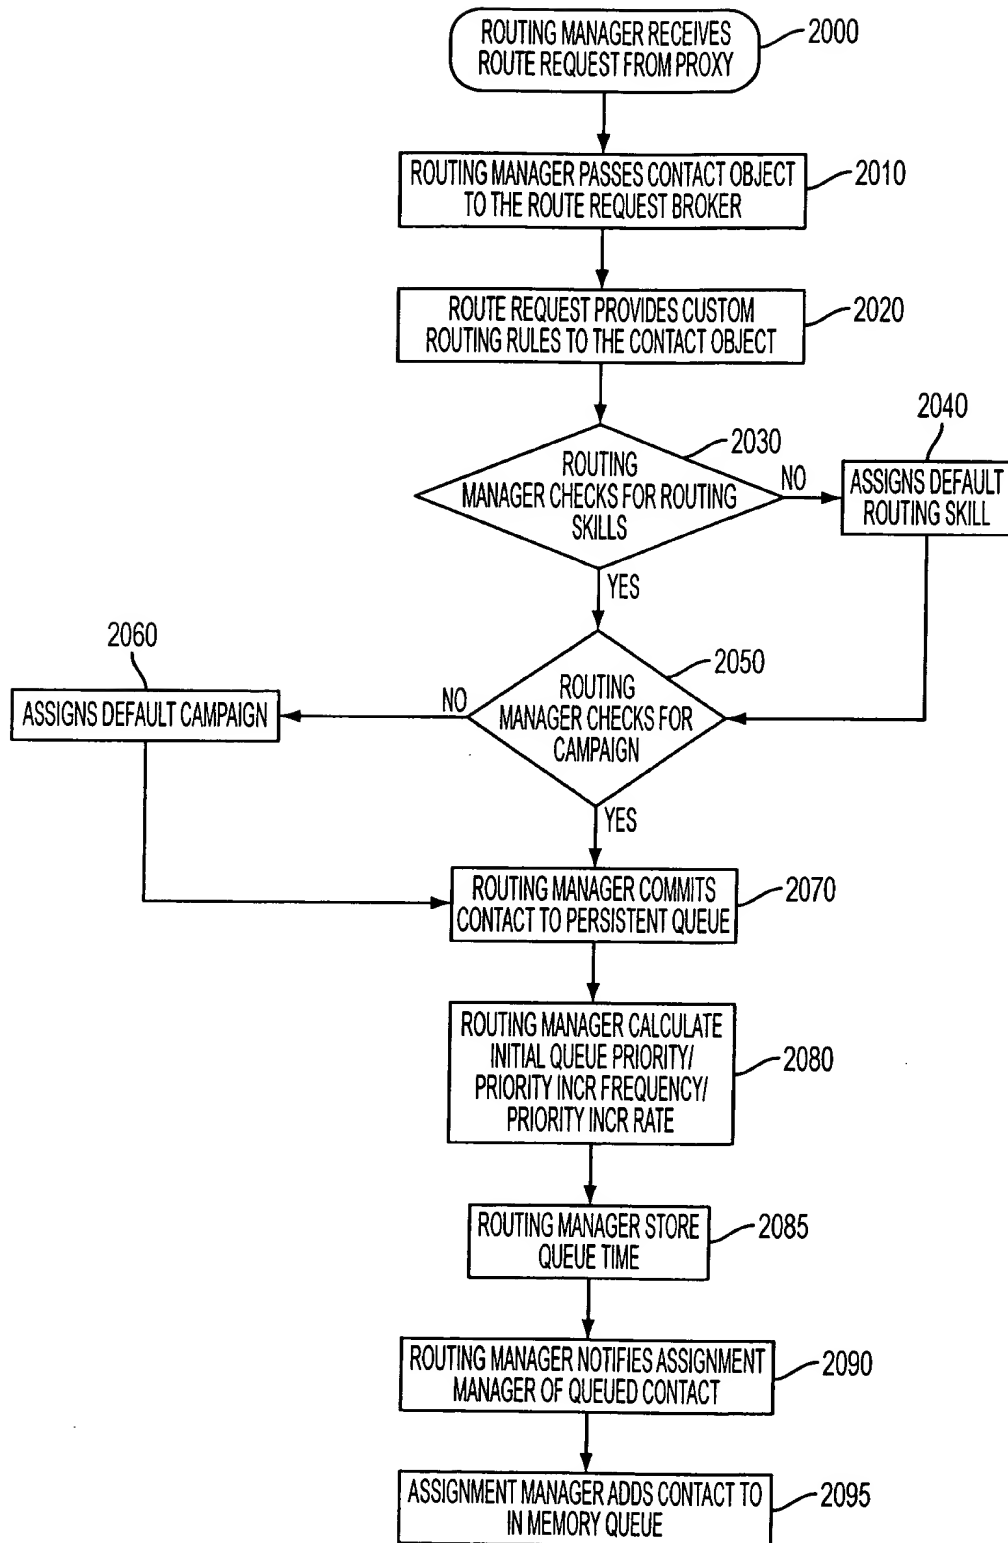 ROUTING MANAGER RECEIVES
ROUTE REQUEST FROM PROXY
2000
ROUTING MANAGER PASSES CONTACT OBJECT
TO THE ROUTE REQUEST BROKER
2010
ROUTE REQUEST PROVIDES CUSTOM
ROUTING RULES TO THE CONTACT OBJECT
2020
2030
ROUTING
MANAGER CHECKS FOR ROUTING
SKILLS
NO
2040
ASSIGNS DEFAULT
ROUTING SKILL
YES
2050
ROUTING
MANAGER CHECKS FOR
CAMPAIGN
NO
2060
ASSIGNS DEFAULT CAMPAIGN
YES
ROUTING MANAGER COMMITS
CONTACT TO PERSISTENT QUEUE
2070
ROUTING MANAGER CALCULATE
INITIAL QUEUE PRIORITY/
PRIORITY INCR FREQUENCY/
PRIORITY INCR RATE
2080
ROUTING MANAGER STORE
QUEUE TIME
2085
ROUTING MANAGER NOTIFIES ASSIGNMENT
MANAGER OF QUEUED CONTACT
2090
ASSIGNMENT MANAGER ADDS CONTACT TO
IN MEMORY QUEUE
2095